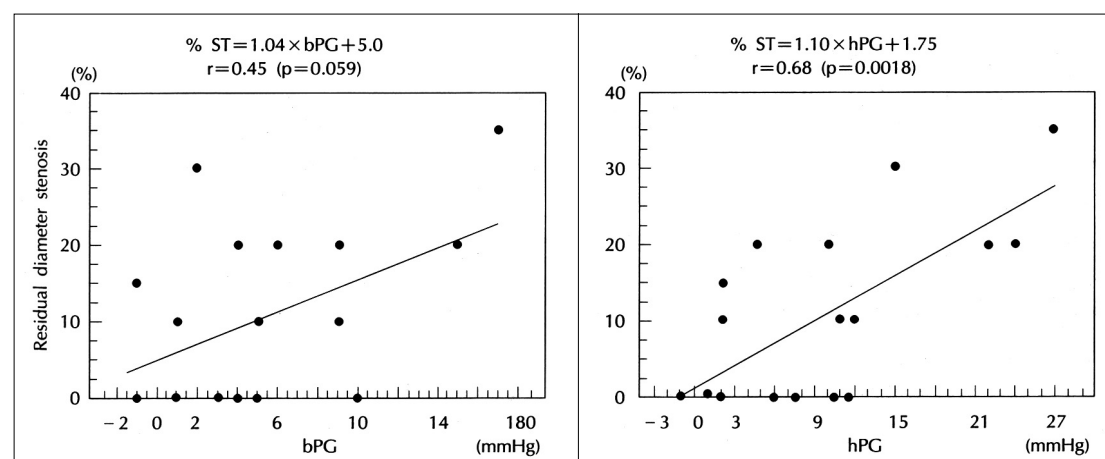 % ST=1.04×bPG+5.0
r=0.45 (p=0.059)
(%)
40
30
20
10
0
Residual diameter stenosis
−2 0 2 6 10 14 180
bPG (mmHg)
% ST=1.10×hPG+1.75
r=0.68 (p=0.0018)
(%)
40
30
20
10
0
−3 0 3 9 15 21 27
hPG (mmHg)